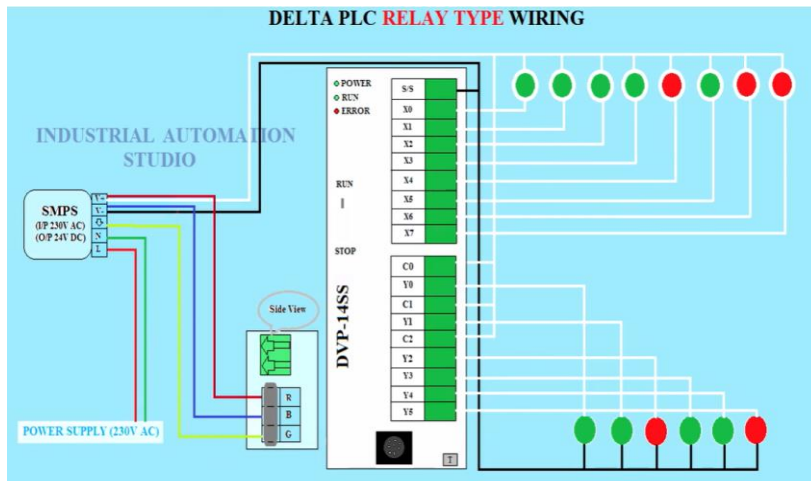 DELTA PLC RELAY TYPE WIRING
POWER
RUN
ERROR
S/S
X0
X1
X2
X3
X4
X5
X6
X7
INDUSTRIAL AUTOMATION
STUDIO
RUN
STOP
SMPS
(I/P 230V AC)
(O/P 24V DC)
V+
V-
N
L
C0
Y0
C1
Y1
C2
Y2
Y3
Y4
Y5
Side View
DVP-14SS
R
B
G
POWER SUPPLY (230V AC)
T